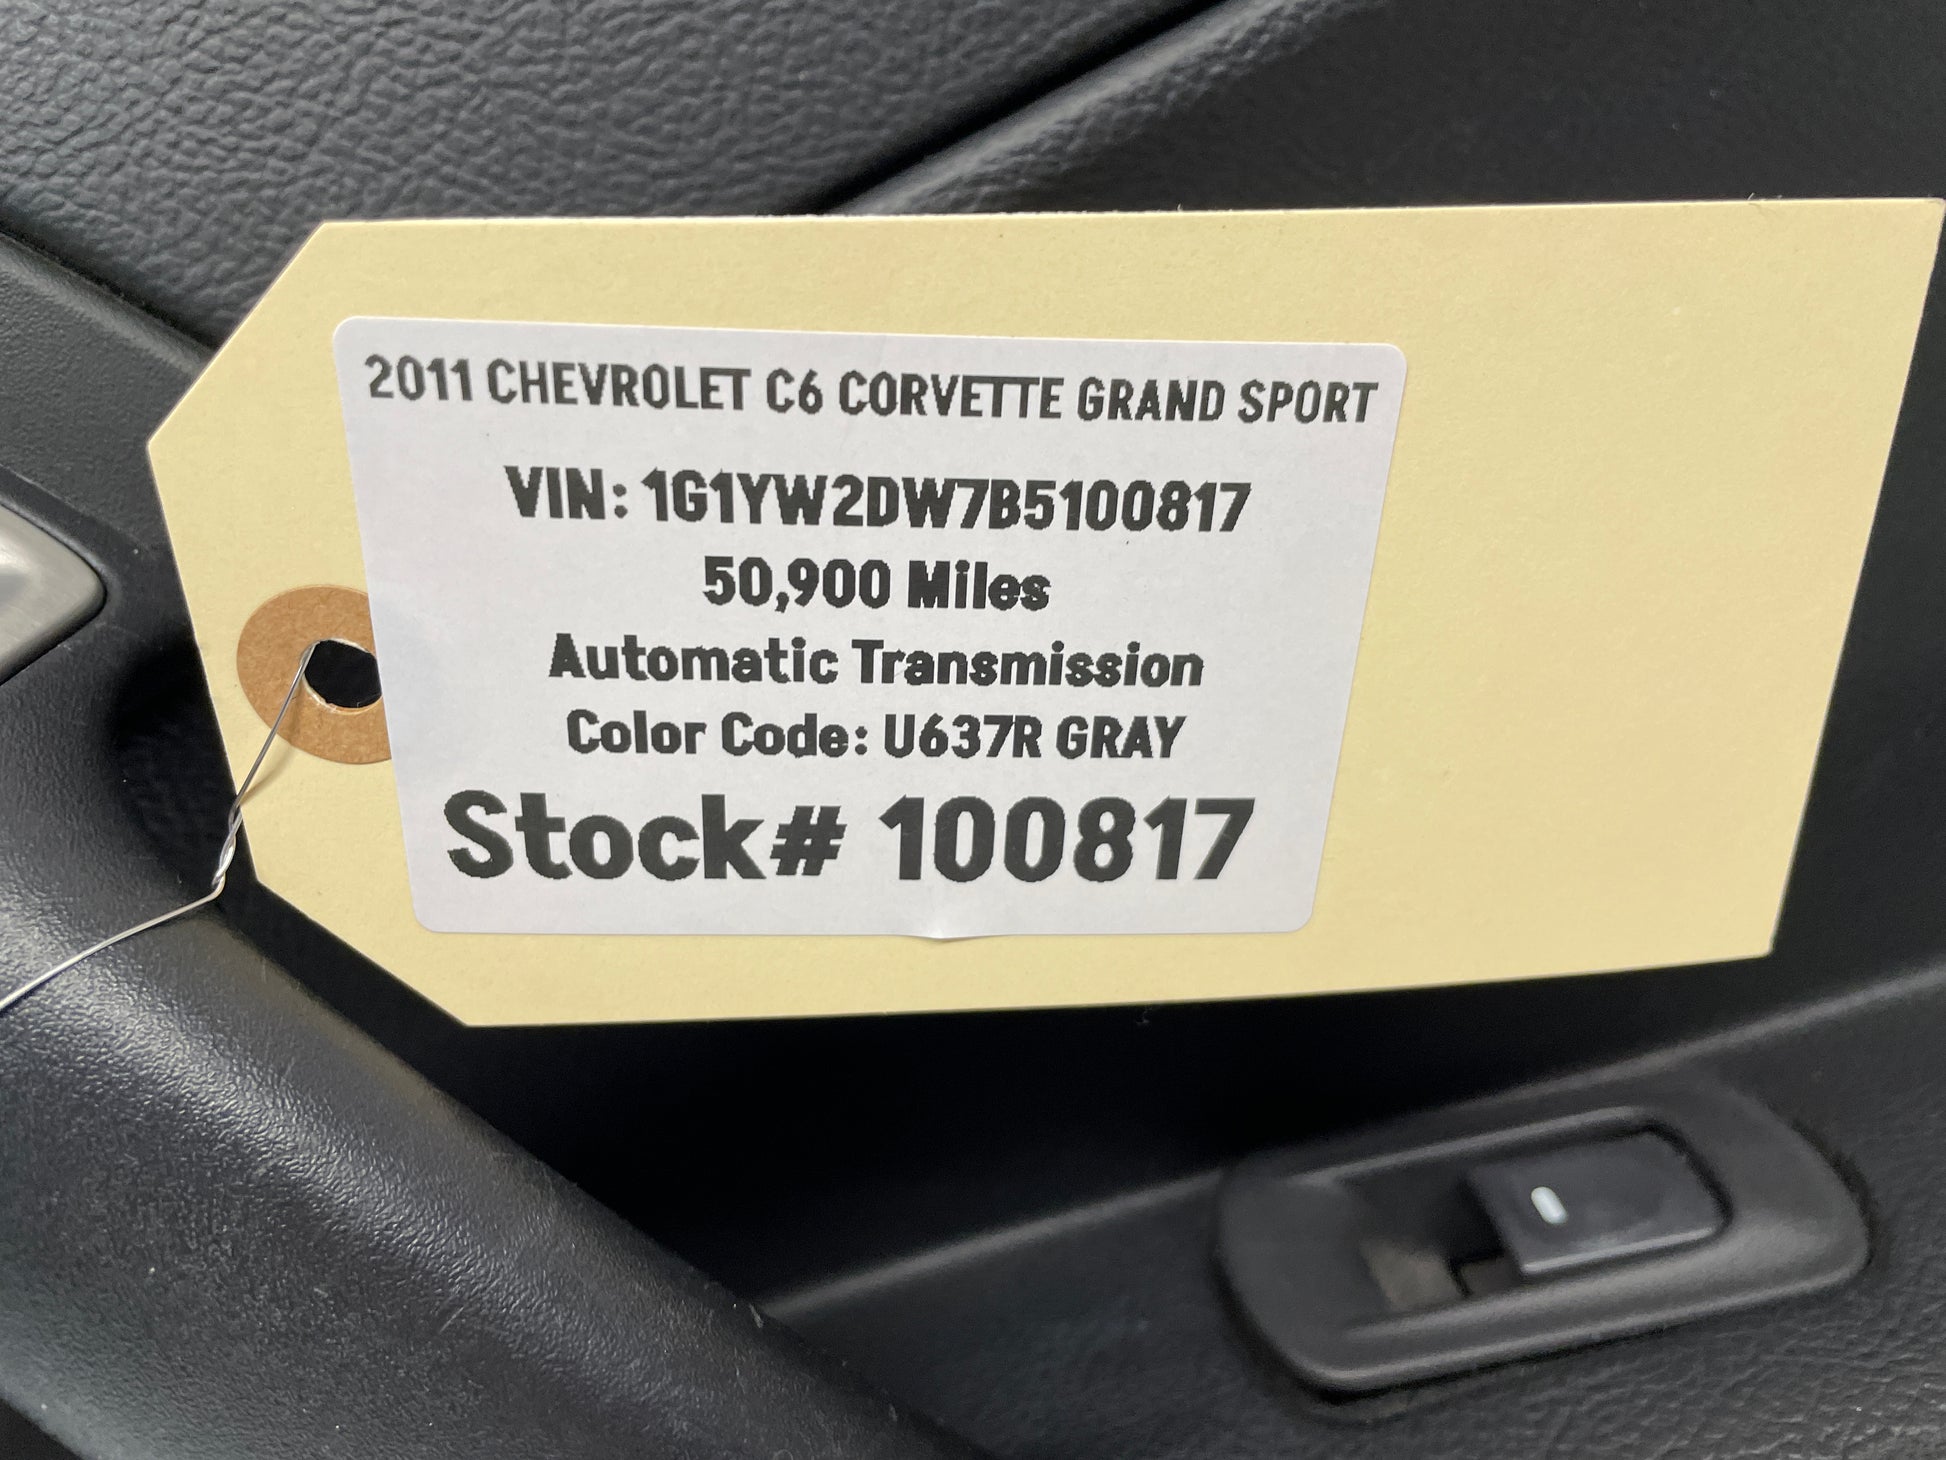 2011 CHEVROLET C6 CORVETTE GRAND SPORT
VIN: 1G1YW2DW7B5100817
50,900 Miles
Automatic Transmission
Color Code: U637R GRAY
Stock# 100817